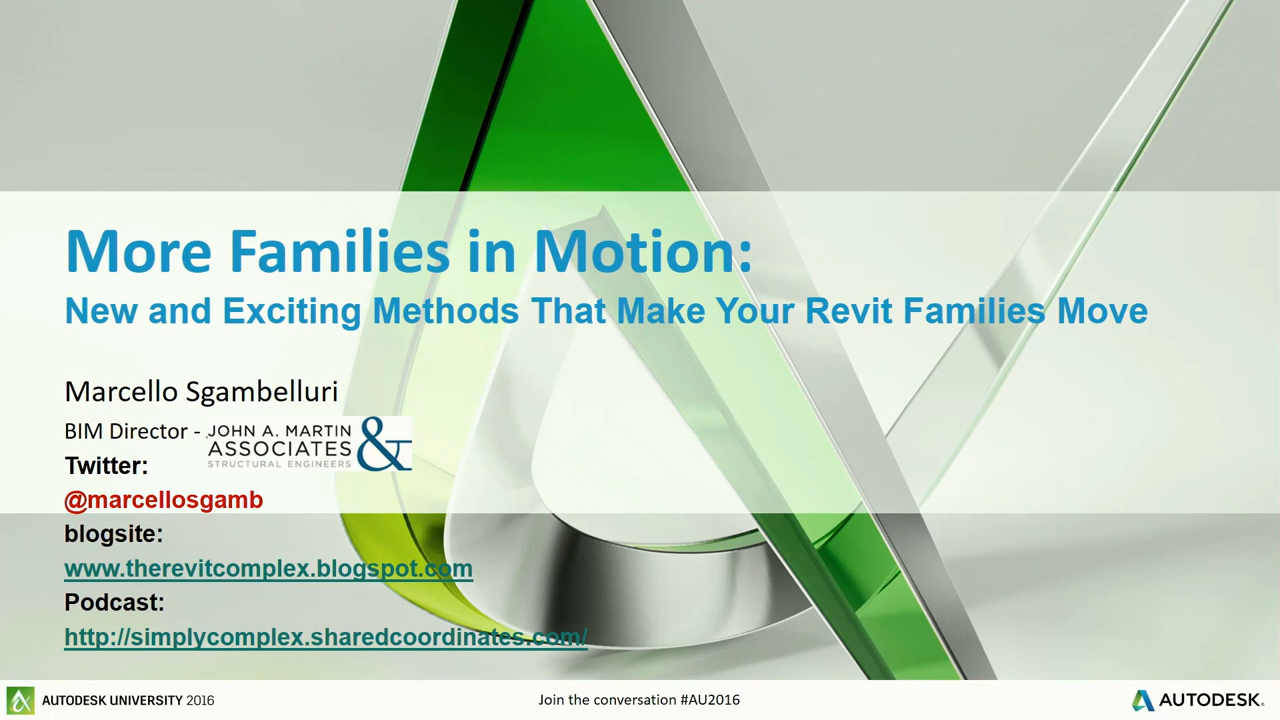 More Families in Motion:
New and Exciting Methods That Make Your Revit Families Move
Marcello Sgambelluri
BIM Director - JOHN A. MARTIN
ASSOCIATES &
STRUCTURAL ENGINEERS
Twitter:
@marcellosgamb
blogsite:
www.therevitcomplex.blogspot.com
Podcast:
http://simplycomplex.sharedcoordinates.com/
AUTODESK UNIVERSITY 2016
Join the conversation #AU2016
AUTODESK.